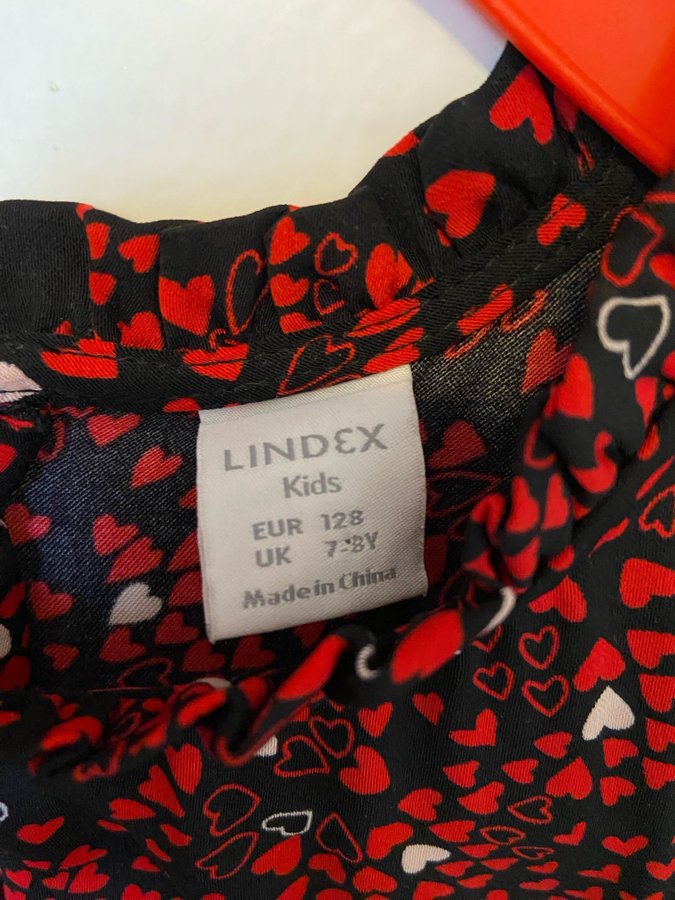 LINDEX
Kids
EUR 128
UK 7-8Y
Made in China